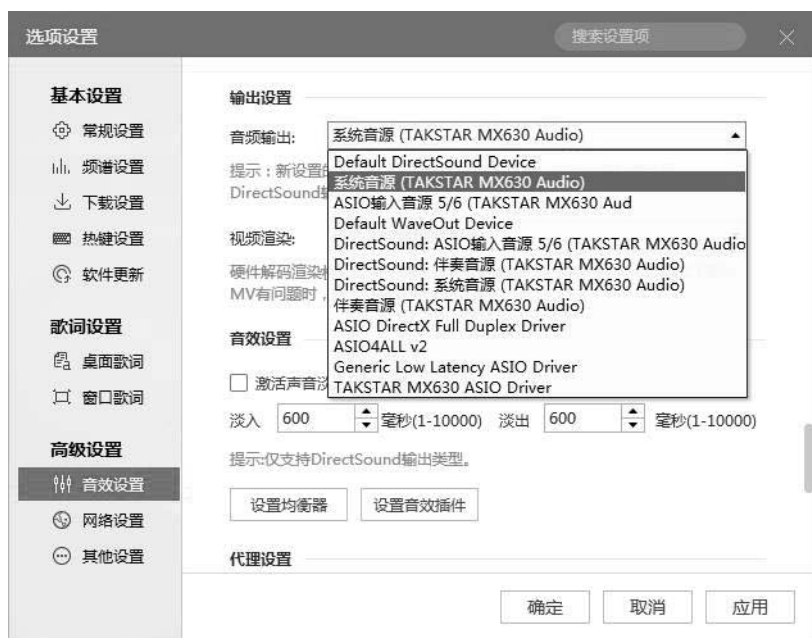 选项设置
搜索设置项
基本设置
常规设置
频谱设置
下载设置
热键设置
软件更新
歌词设置
桌面歌词
窗口歌词
高级设置
音效设置
网络设置
其他设置
输出设置
音频输出: 系统音源 (TAKSTAR MX630 Audio)
Default DirectSound Device
系统音源 (TAKSTAR MX630 Audio)
ASIO输入音源 5/6 (TAKSTAR MX630 Aud
Default WaveOut Device
DirectSound: ASIO输入音源 5/6 (TAKSTAR MX630 Audio
DirectSound: 伴奏音源 (TAKSTAR MX630 Audio)
DirectSound: 系统音源 (TAKSTAR MX630 Audio)
伴奏音源 (TAKSTAR MX630 Audio)
ASIO DirectX Full Duplex Driver
ASIO4ALL v2
Generic Low Latency ASIO Driver
TAKSTAR MX630 ASIO Driver
提示：新设置
DirectSound
视频渲染:
硬件解码渲染
MV有问题时，
音效设置
激活声音
淡入 600 毫秒(1-10000) 淡出 600 毫秒(1-10000)
提示:仅支持DirectSound输出类型。
设置均衡器 设置音效插件
代理设置
确定 取消 应用